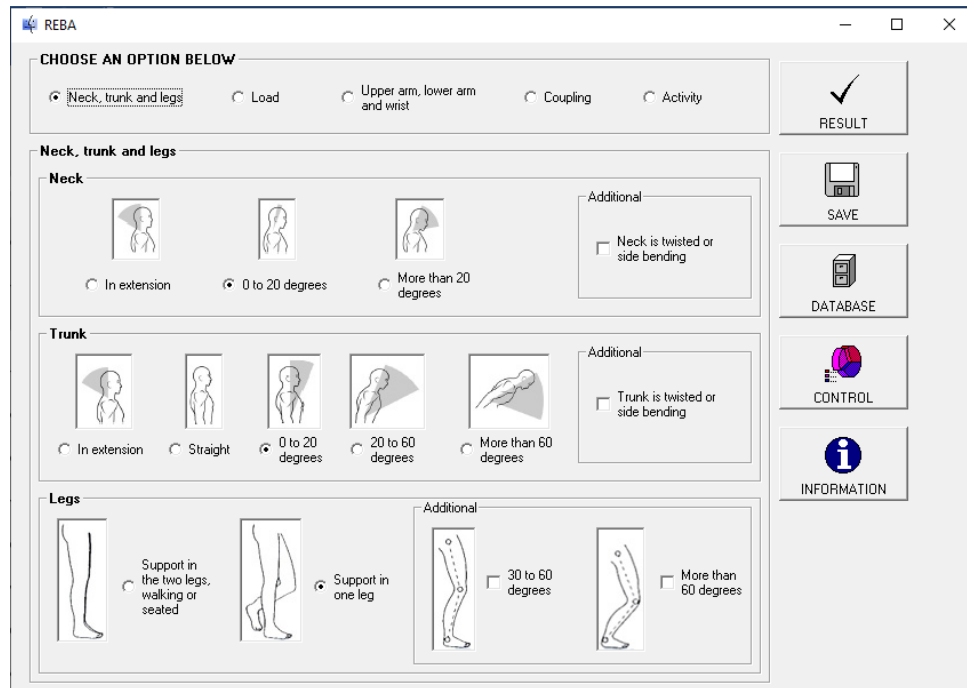 REBA
CHOOSE AN OPTION BELOW
Neck, trunk and legs
Load
Upper arm, lower arm
and wrist
Coupling
Activity
RESULT
SAVE
DATABASE
CONTROL
INFORMATION
Neck, trunk and legs
Neck
In extension
0 to 20 degrees
More than 20
degrees
Additional
Neck is twisted or
side bending
Trunk
In extension
Straight
0 to 20
degrees
20 to 60
degrees
More than 60
degrees
Additional
Trunk is twisted or
side bending
Legs
Support in
the two legs,
walking or
seated
Support in
one leg
Additional
30 to 60
degrees
More than
60 degrees